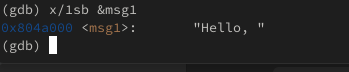 (gdb) x/1sb &msg1
0x804a000 <msg1>:        "Hello, "
(gdb)